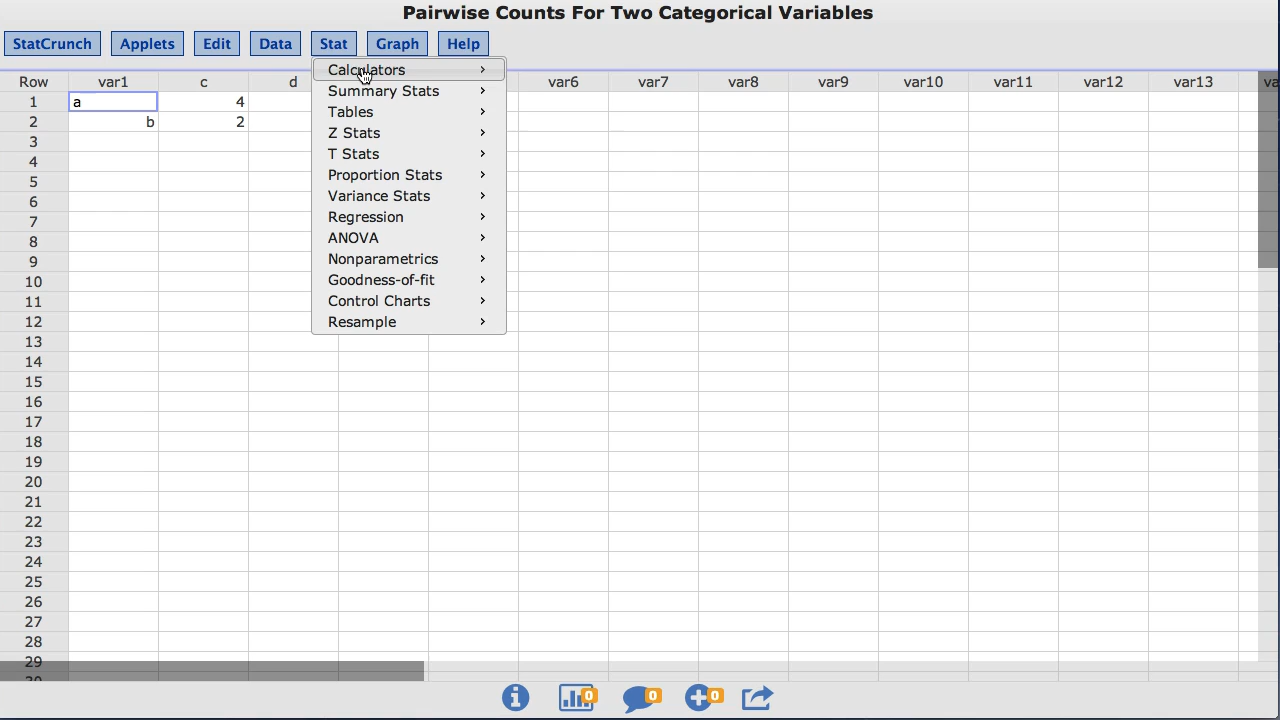 Pairwise Counts For Two Categorical Variables
StatCrunch Applets Edit Data Stat Graph Help
Calculators
Summary Stats
Tables
Z Stats
T Stats
Proportion Stats
Variance Stats
Regression
ANOVA
Nonparametrics
Goodness-of-fit
Control Charts
Resample
Row var1 c d var6 var7 var8 var9 var10 var11 var12 var13 va
1 a 4
2 b 2
3
4
5
6
7
8
9
10
11
12
13
14
15
16
17
18
19
20
21
22
23
24
25
26
27
28
29
0 0 0